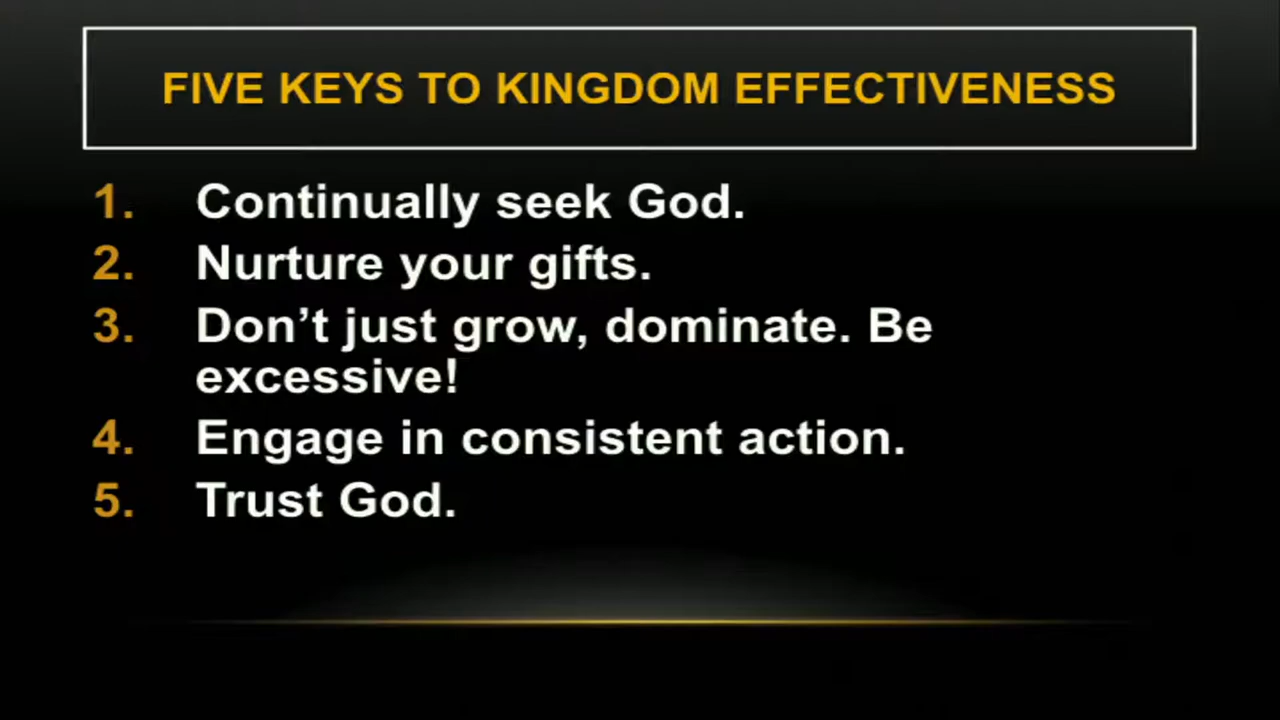 FIVE KEYS TO KINGDOM EFFECTIVENESS
1. Continually seek God.
2. Nurture your gifts.
3. Don’t just grow, dominate. Be
excessive!
4. Engage in consistent action.
5. Trust God.